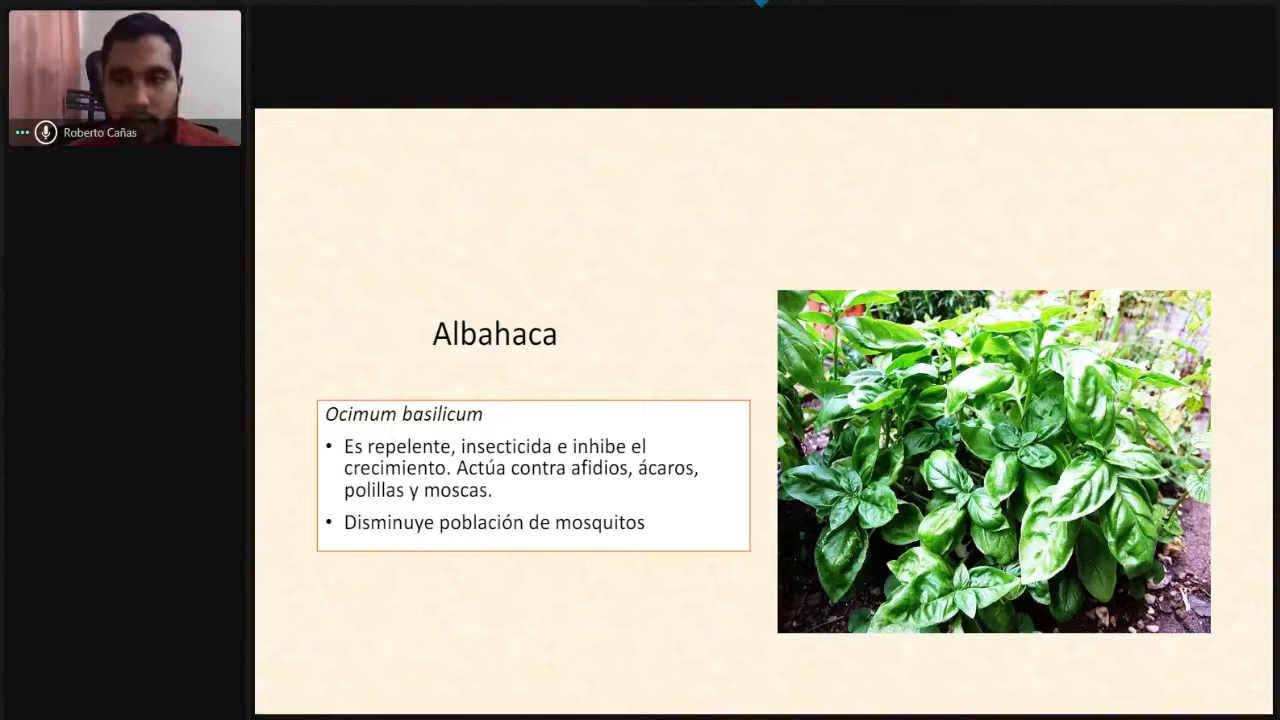 Roberto Cañas
Albahaca
Ocimum basilicum
• Es repelente, insecticida e inhibe el
crecimiento. Actúa contra afidios, ácaros,
polillas y moscas.
• Disminuye población de mosquitos